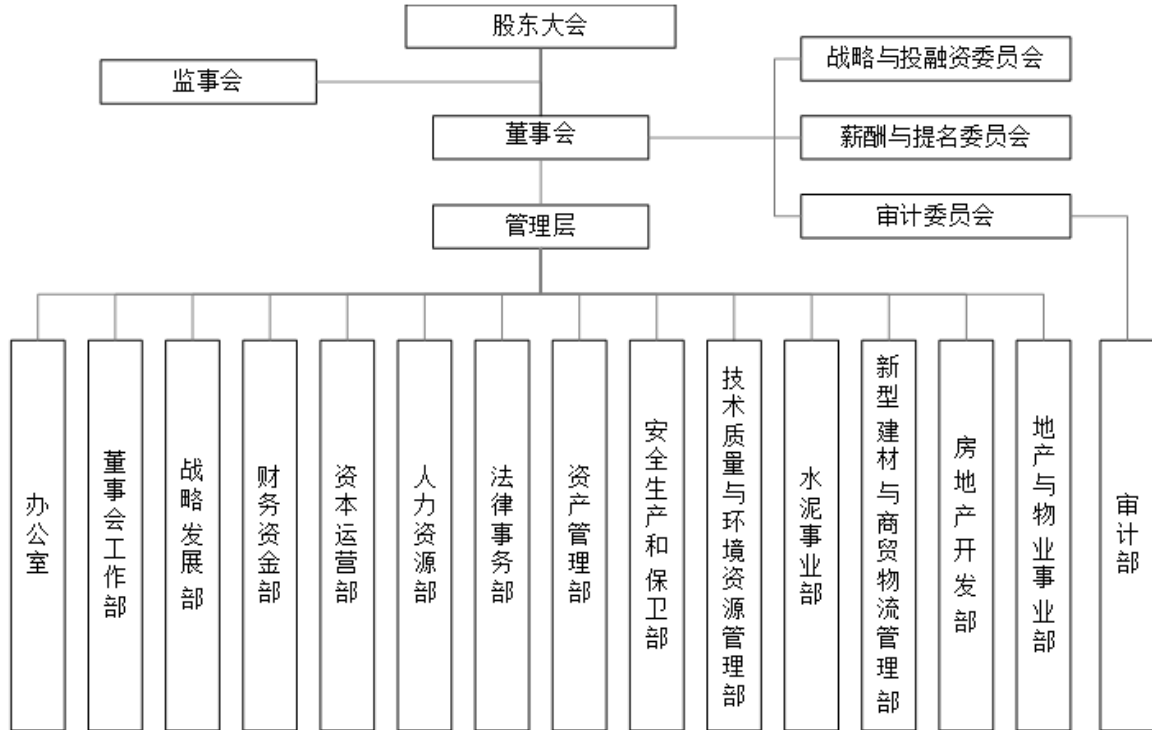 股东大会
监事会
战略与投融资委员会
董事会
薪酬与提名委员会
管理层
审计委员会
办公室
董事会工作部
战略发展部
财务资金部
资本运营部
人力资源部
法律事务部
资产管理部
安全生产和保卫部
技术质量与环境资源管理部
水泥事业部
新型建材与商贸物流管理部
房地产开发部
地产与物业事业部
审计部